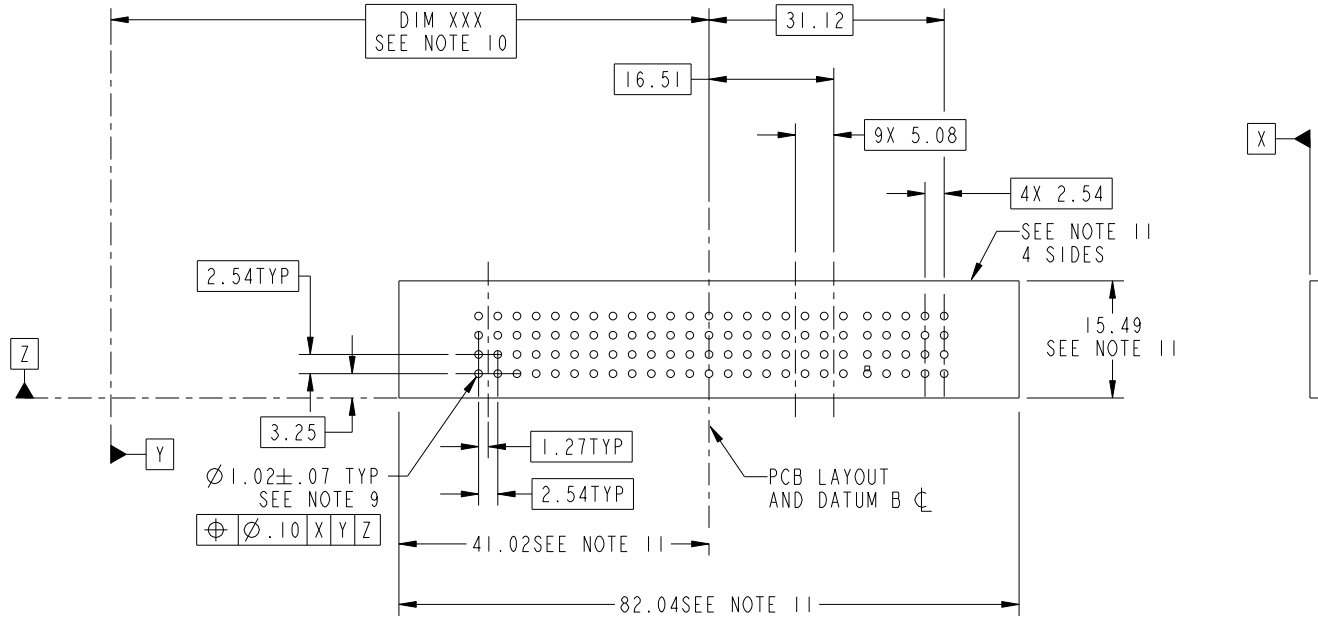 DIM XXX
SEE NOTE 10
31.12
16.51
9X 5.08
X
4X 2.54
SEE NOTE 11
4 SIDES
2.54TYP
15.49
SEE NOTE 11
Z
3.25
1.27TYP
Y
Ø1.02±.07 TYP
SEE NOTE 9
2.54TYP
PCB LAYOUT
AND DATUM B ℄
⌖ Ø.10 X Y Z
41.02SEE NOTE 11
82.04SEE NOTE 11